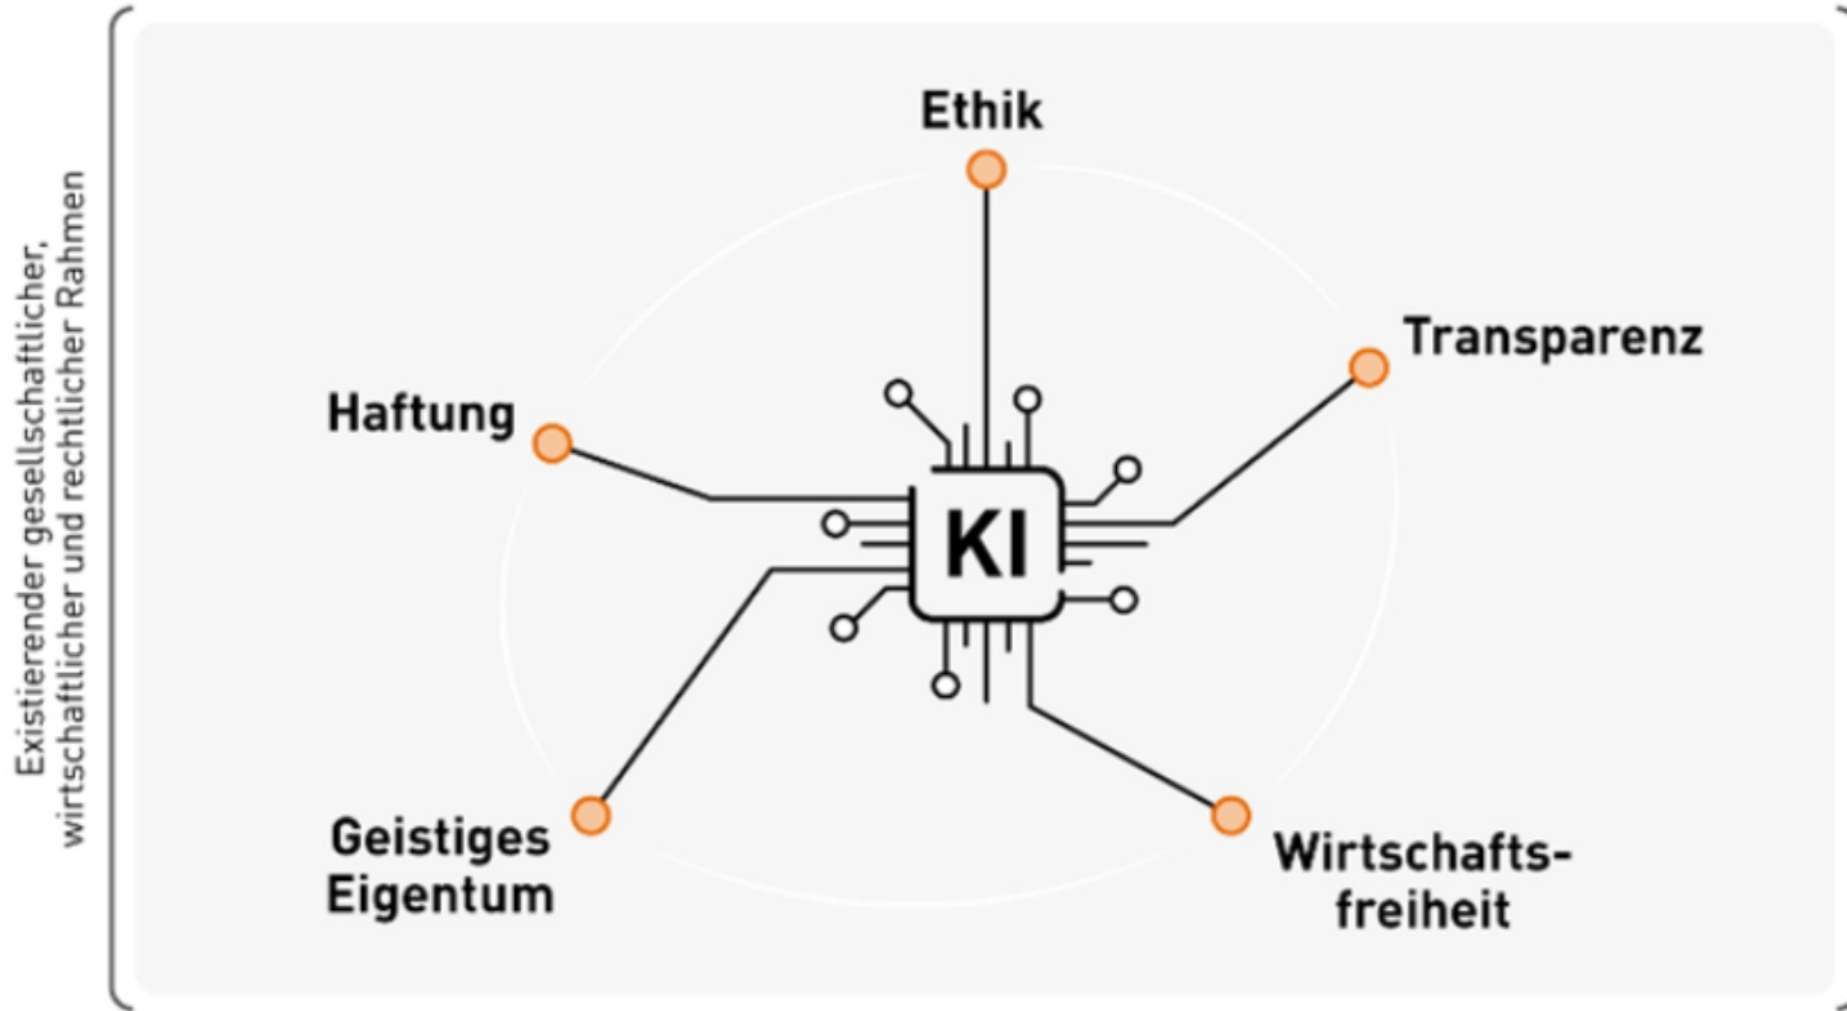 Existierender gesellschaftlicher,
wirtschaftlicher und rechtlicher Rahmen
Ethik
Transparenz
Haftung
KI
Geistiges
Eigentum
Wirtschafts-
freiheit